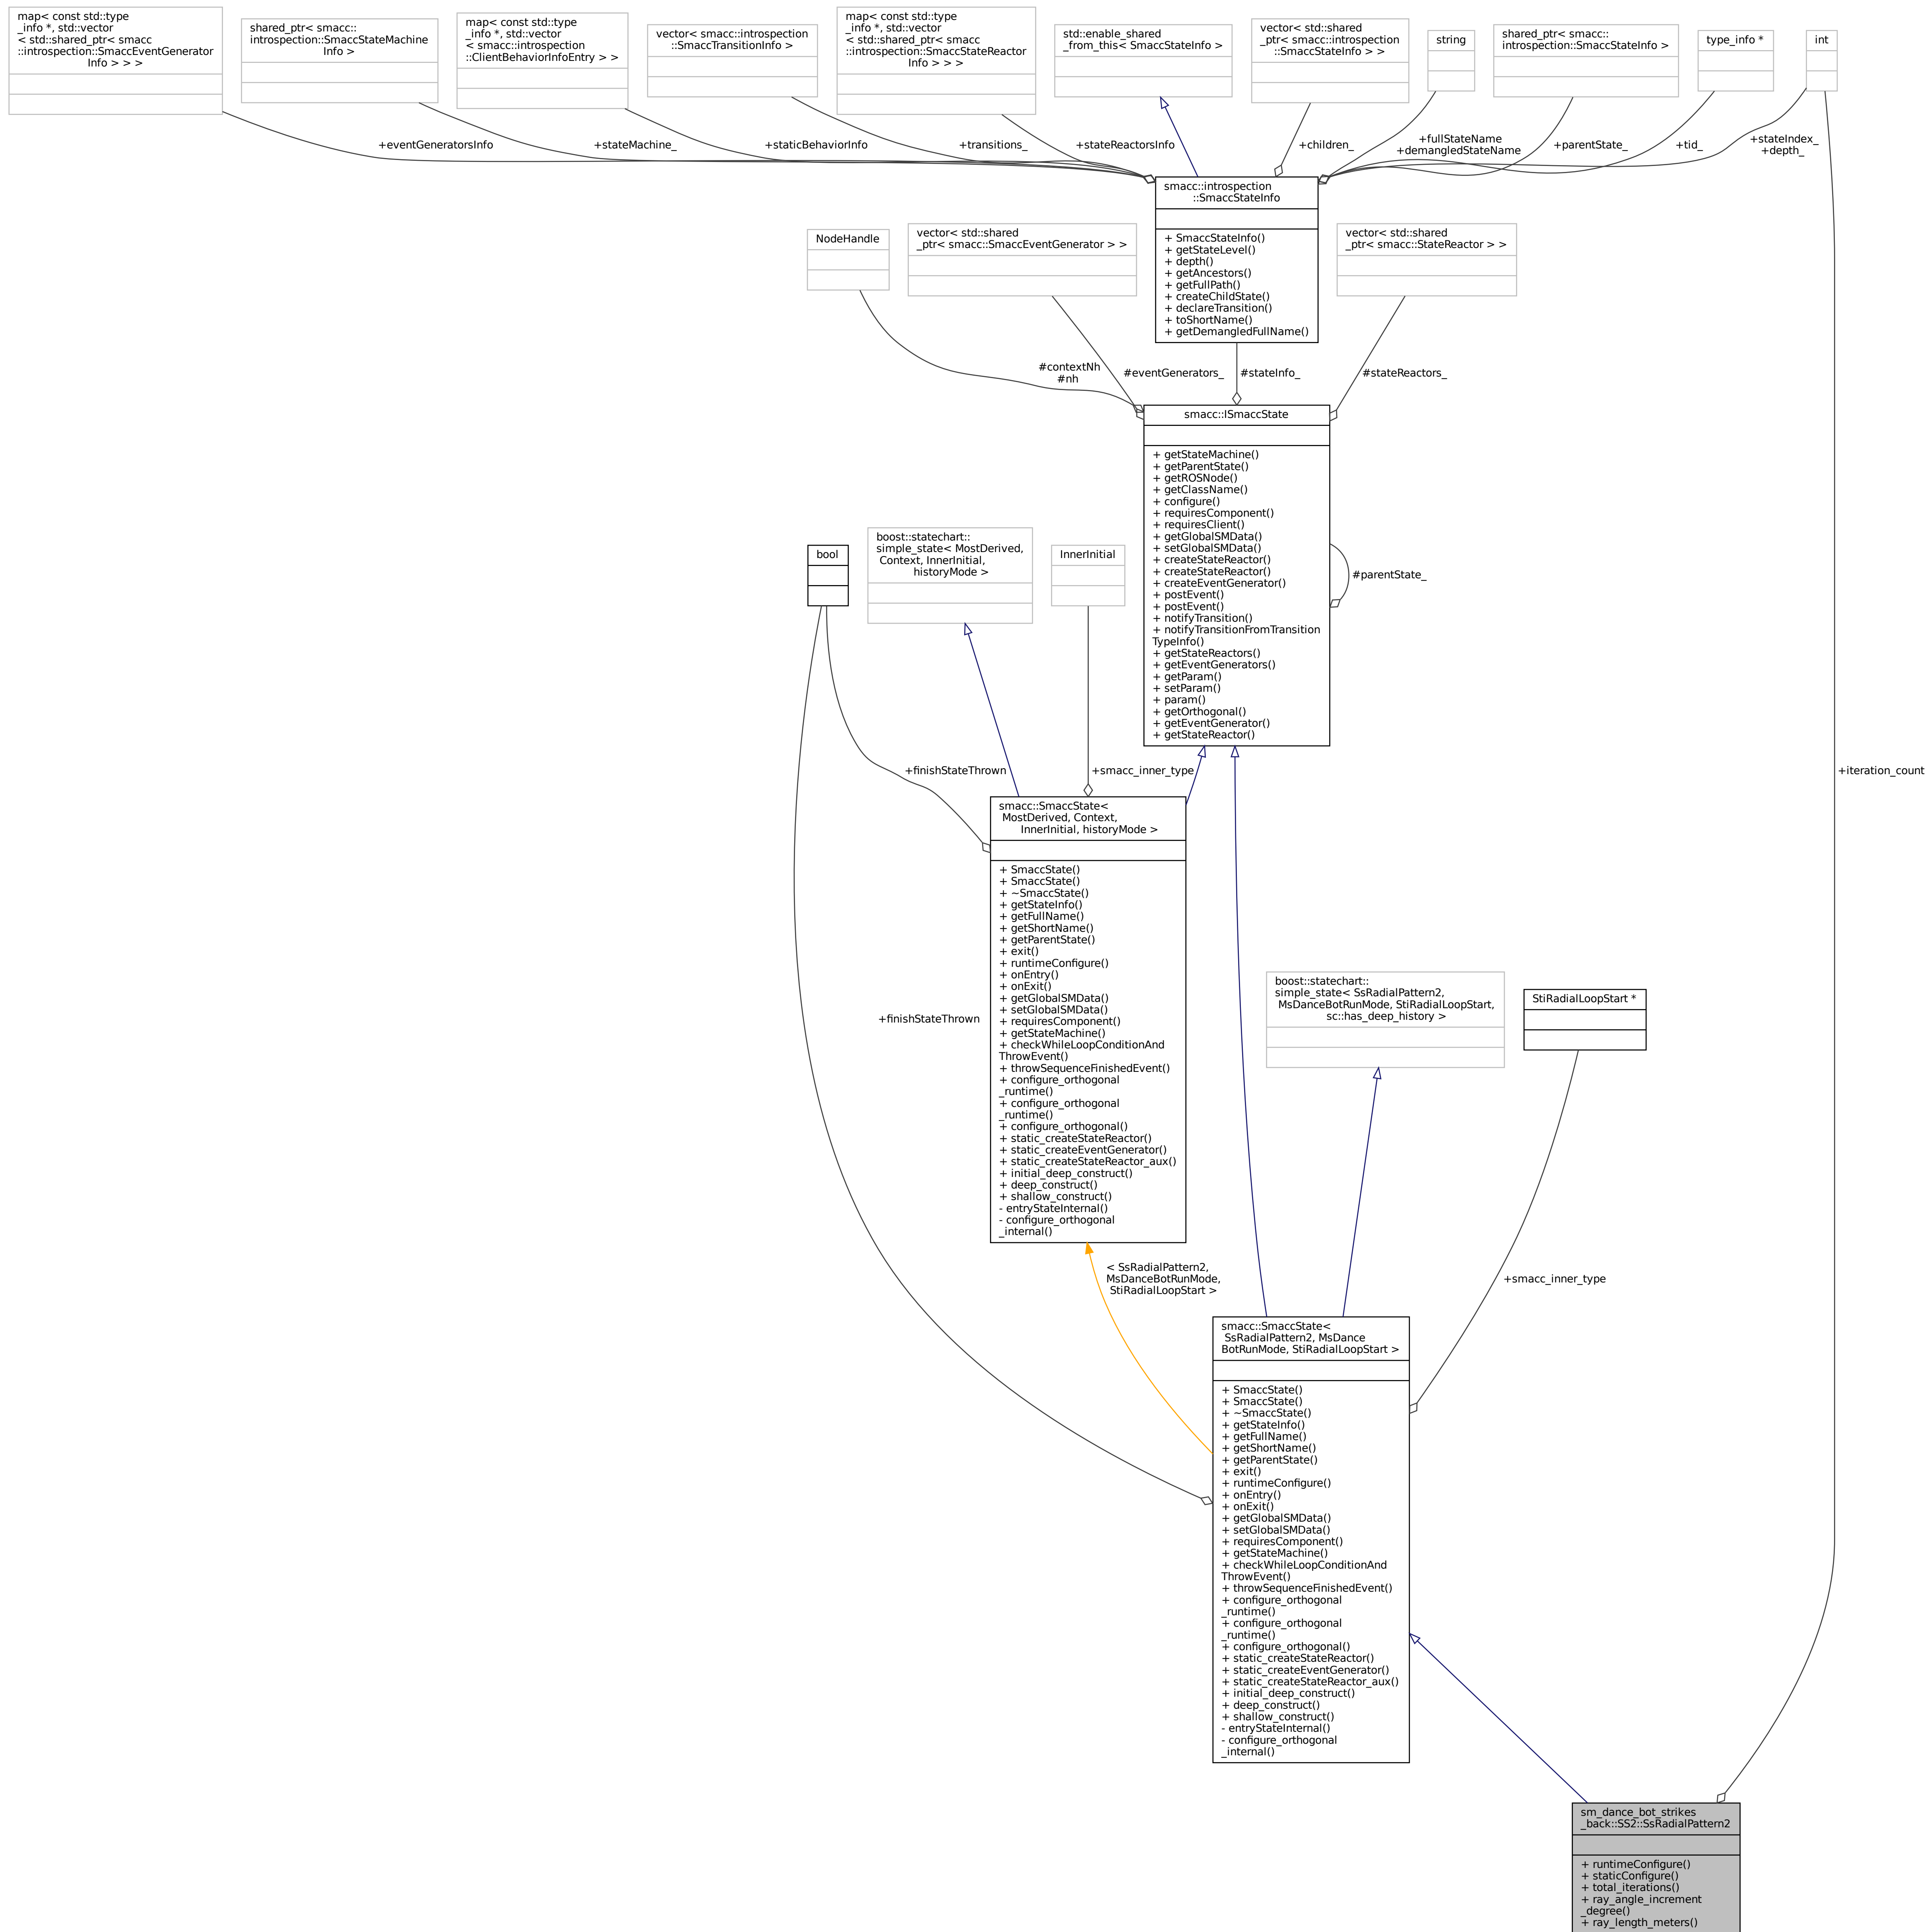 map< const std::type
_info *, std::vector
< std::shared_ptr< smacc
::introspection::SmaccEventGenerator
Info > > >
shared_ptr< smacc::
introspection::SmaccStateMachine
Info >
map< const std::type
_info *, std::vector
< smacc::introspection
::ClientBehaviorInfoEntry > >
vector< smacc::introspection
::SmaccTransitionInfo >
map< const std::type
_info *, std::vector
< std::shared_ptr< smacc
::introspection::SmaccStateReactor
Info > > >
std::enable_shared
_from_this< SmaccStateInfo >
vector< std::shared
_ptr< smacc::introspection
::SmaccStateInfo > >
string
shared_ptr< smacc::
introspection::SmaccStateInfo >
type_info *
int
+eventGeneratorsInfo
+stateMachine_
+staticBehaviorInfo
+transitions_
+stateReactorsInfo
+children_
+fullStateName
+demangledStateName
+parentState_
+tid_
+stateIndex_
+depth_
smacc::introspection
::SmaccStateInfo
+ SmaccStateInfo()
+ getStateLevel()
+ depth()
+ getAncestors()
+ getFullPath()
+ createChildState()
+ declareTransition()
+ toShortName()
+ getDemangledFullName()
NodeHandle
vector< std::shared
_ptr< smacc::SmaccEventGenerator > >
vector< std::shared
_ptr< smacc::StateReactor > >
#contextNh
#nh
#eventGenerators_
#stateInfo_
#stateReactors_
smacc::ISmaccState
+ getStateMachine()
+ getParentState()
+ getROSNode()
+ getClassName()
+ configure()
+ requiresComponent()
+ requiresClient()
+ getGlobalSMData()
+ setGlobalSMData()
+ createStateReactor()
+ createStateReactor()
+ createEventGenerator()
+ postEvent()
+ postEvent()
+ notifyTransition()
+ notifyTransitionFromTransition
TypeInfo()
+ getStateReactors()
+ getEventGenerators()
+ getParam()
+ setParam()
+ param()
+ getOrthogonal()
+ getEventGenerator()
+ getStateReactor()
#parentState_
bool
boost::statechart::
simple_state< MostDerived,
Context, InnerInitial,
historyMode >
InnerInitial
+finishStateThrown
+smacc_inner_type
+iteration_count
smacc::SmaccState<
MostDerived, Context,
InnerInitial, historyMode >
+ SmaccState()
+ SmaccState()
+ ~SmaccState()
+ getStateInfo()
+ getFullName()
+ getShortName()
+ getParentState()
+ exit()
+ runtimeConfigure()
+ onEntry()
+ onExit()
+ getGlobalSMData()
+ setGlobalSMData()
+ requiresComponent()
+ getStateMachine()
+ checkWhileLoopConditionAnd
ThrowEvent()
+ throwSequenceFinishedEvent()
+ configure_orthogonal
_runtime()
+ configure_orthogonal
_runtime()
+ configure_orthogonal()
+ static_createStateReactor()
+ static_createEventGenerator()
+ static_createStateReactor_aux()
+ initial_deep_construct()
+ deep_construct()
+ shallow_construct()
- entryStateInternal()
- configure_orthogonal
_internal()
+finishStateThrown
boost::statechart::
simple_state< SsRadialPattern2,
MsDanceBotRunMode, StiRadialLoopStart,
sc::has_deep_history >
StiRadialLoopStart *
< SsRadialPattern2,
MsDanceBotRunMode,
StiRadialLoopStart >
+smacc_inner_type
smacc::SmaccState<
SsRadialPattern2, MsDance
BotRunMode, StiRadialLoopStart >
+ SmaccState()
+ SmaccState()
+ ~SmaccState()
+ getStateInfo()
+ getFullName()
+ getShortName()
+ getParentState()
+ exit()
+ runtimeConfigure()
+ onEntry()
+ onExit()
+ getGlobalSMData()
+ setGlobalSMData()
+ requiresComponent()
+ getStateMachine()
+ checkWhileLoopConditionAnd
ThrowEvent()
+ throwSequenceFinishedEvent()
+ configure_orthogonal
_runtime()
+ configure_orthogonal
_runtime()
+ configure_orthogonal()
+ static_createStateReactor()
+ static_createEventGenerator()
+ static_createStateReactor_aux()
+ initial_deep_construct()
+ deep_construct()
+ shallow_construct()
- entryStateInternal()
- configure_orthogonal
_internal()
sm_dance_bot_strikes
_back::SS2::SsRadialPattern2
+ runtimeConfigure()
+ staticConfigure()
+ total_iterations()
+ ray_angle_increment
_degree()
+ ray_length_meters()